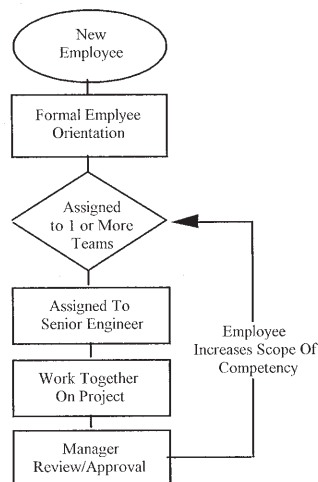 New
Employee
Formal Emplyee
Orientation
Assigned
to 1 or More
Teams
Assigned To
Senior Engineer
Employee
Increases Scope Of
Competency
Work Together
On Project
Manager
Review/Approval